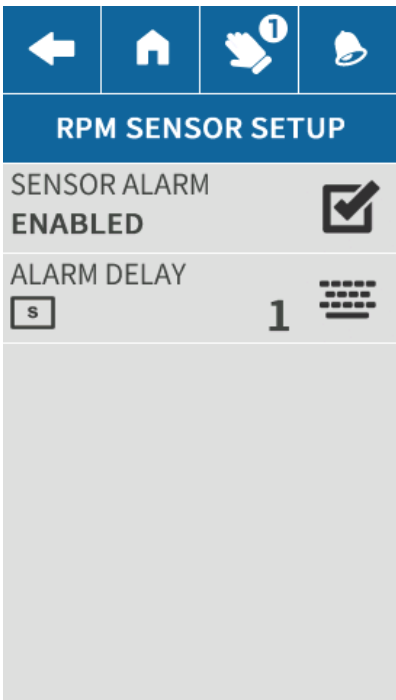 1
RPM SENSOR SETUP
SENSOR ALARM
ENABLED
ALARM DELAY
s 1